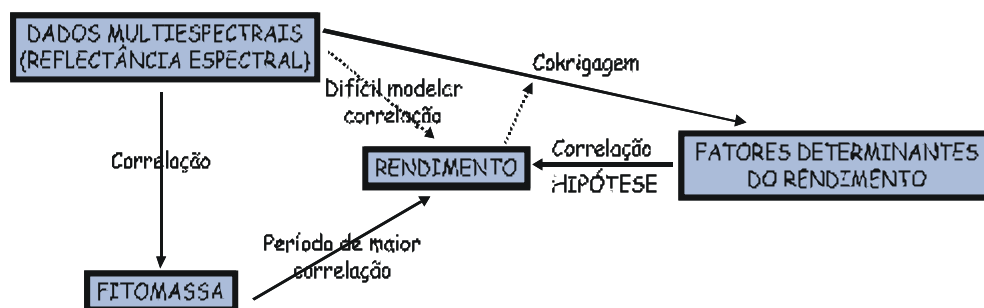 DADOS MULTIESPECTRAIS
(REFLECTÂNCIA ESPECTRAL)
Cokrigagem
Difícil modelar
correlação
Correlação
RENDIMENTO
Correlação
HIPÓTESE
FATORES DETERMINANTES
DO RENDIMENTO
Período de maior
correlação
FITOMASSA